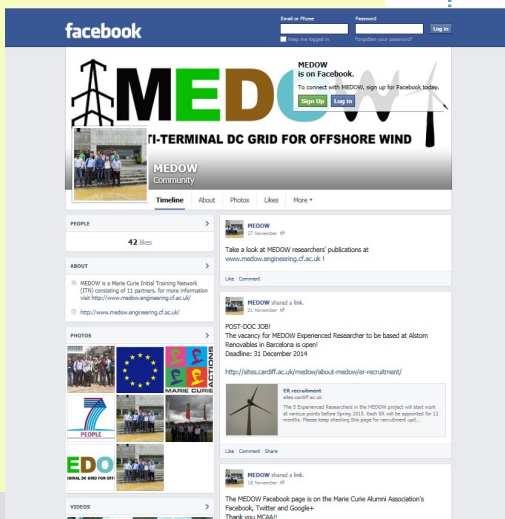 facebook
Email or Phone
Password
Log in
Keep me logged in
Forgotten your password?
MEDOW
MEDOW
is on Facebook.
To connect with MEDOW, sign up for Facebook today.
Sign Up
Log in
TI-TERMINAL DC GRID FOR OFFSHORE WIND
MEDOW
Community
Timeline
About
Photos
Likes
More
PEOPLE
42 likes
ABOUT
MEDOW is a Marie Curie Initial Training Network
(ITN) consisting of 11 partners. for more information
visit http://www.medow.engineering.cf.ac.uk/
http://www.medow.engineering.cf.ac.uk/
PHOTOS
MARIE CURIE
ACTIONS
7
PEOPLE
EDO
MINAL DC GRID FOR OFF
VIDEOS
MEDOW
27 November
Take a look at MEDOW researchers' publications at
www.medow.engineering.cf.ac.uk !
Like Comment
MEDOW shared a link.
21 November
POST-DOC JOB!
The vacancy for MEDOW Experienced Researcher to be based at Alstom
Renovables in Barcelona is open!
Deadline: 31 December 2014
http://sites.cardiff.ac.uk/medow/about-medow/er-recruitment/
ER recruitment
sites.cardiff.ac.uk
The 5 Experienced Researchers in the MEDOW project will start work
at various points before Spring 2015. Each ER will be appointed for 12
months. Please keep checking this page for recruitment upd...
Like Comment Share
MEDOW shared a link.
18 November
The MEDOW Facebook page is on the Marie Curie Alumni Association's
Facebook, Twitter and Google+
Thank you MCAA!!